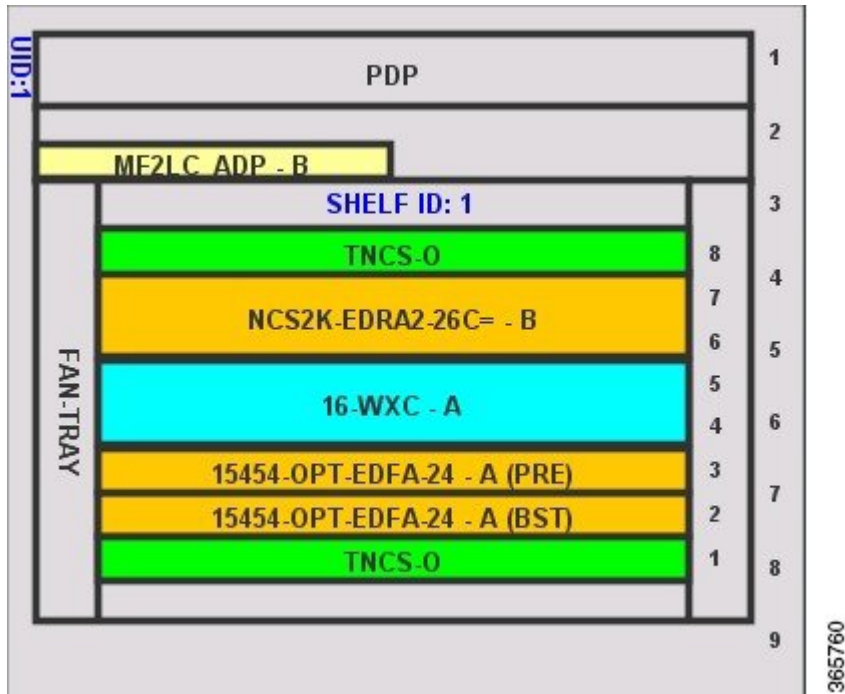 UID:1
PDP
1
2
MF2LC ADP - B
SHELF ID: 1
3
TNCS-O
8
4
NCS2K-EDRA2-26C= - B
7
6
5
FAN-TRAY
16-WXC - A
5
4
6
15454-OPT-EDFA-24 - A (PRE)
3
7
15454-OPT-EDFA-24 - A (BST)
2
TNCS-O
1
8
9
365760